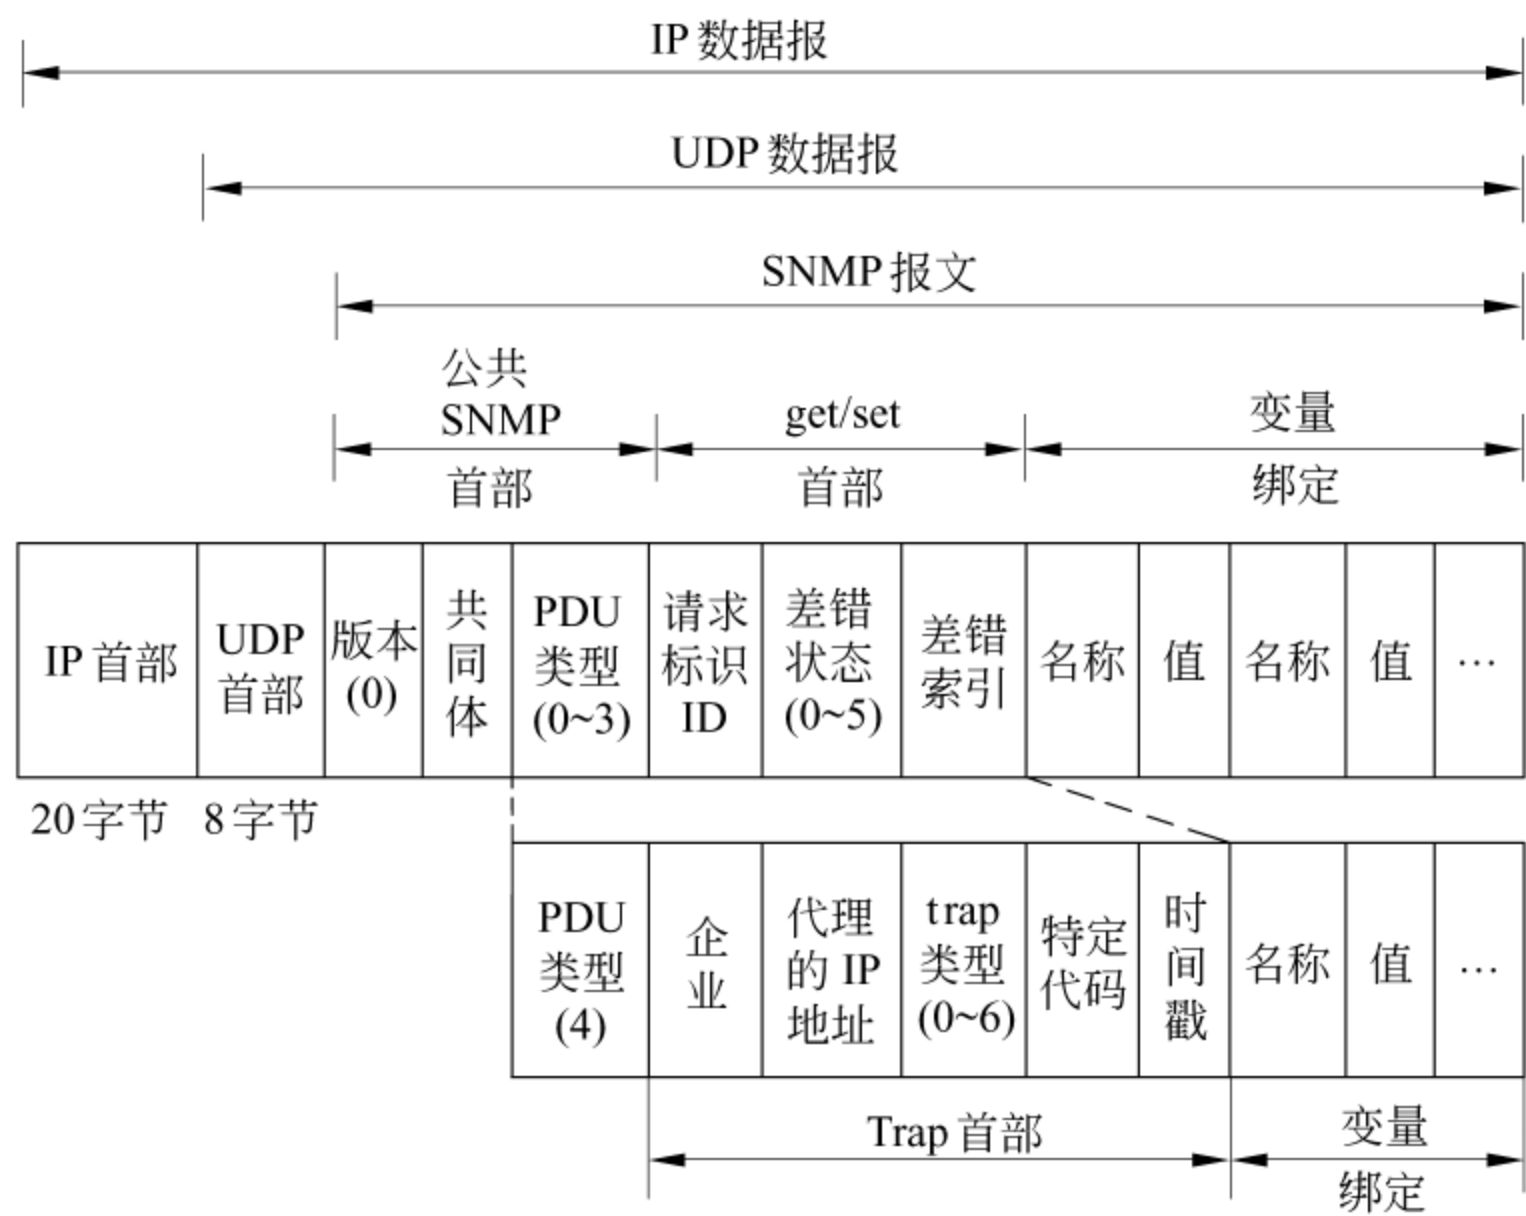 IP 数据报
UDP 数据报
SNMP 报文
公共
SNMP
首部
get/set
首部
变量
绑定
IP 首部
UDP
首部
版本
(0)
共
同
体
PDU
类型
(0~3)
请求
标识
ID
差错
状态
(0~5)
差错
索引
名称
值
名称
值
…
20 字节
8 字节
PDU
类型
(4)
企
业
代理
的 IP
地址
trap
类型
(0~6)
特定
代码
时
间
戳
名称
值
…
Trap 首部
变量
绑定